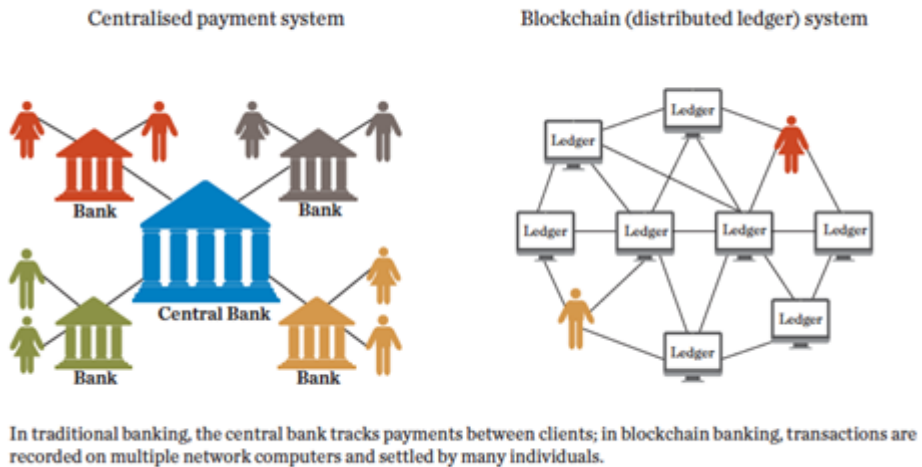 Centralised payment system
Blockchain (distributed ledger) system
Bank
Bank
Central Bank
Bank
Bank
Ledger
Ledger
Ledger
Ledger
Ledger
Ledger
Ledger
Ledger
In traditional banking, the central bank tracks payments between clients; in blockchain banking, transactions are
recorded on multiple network computers and settled by many individuals.